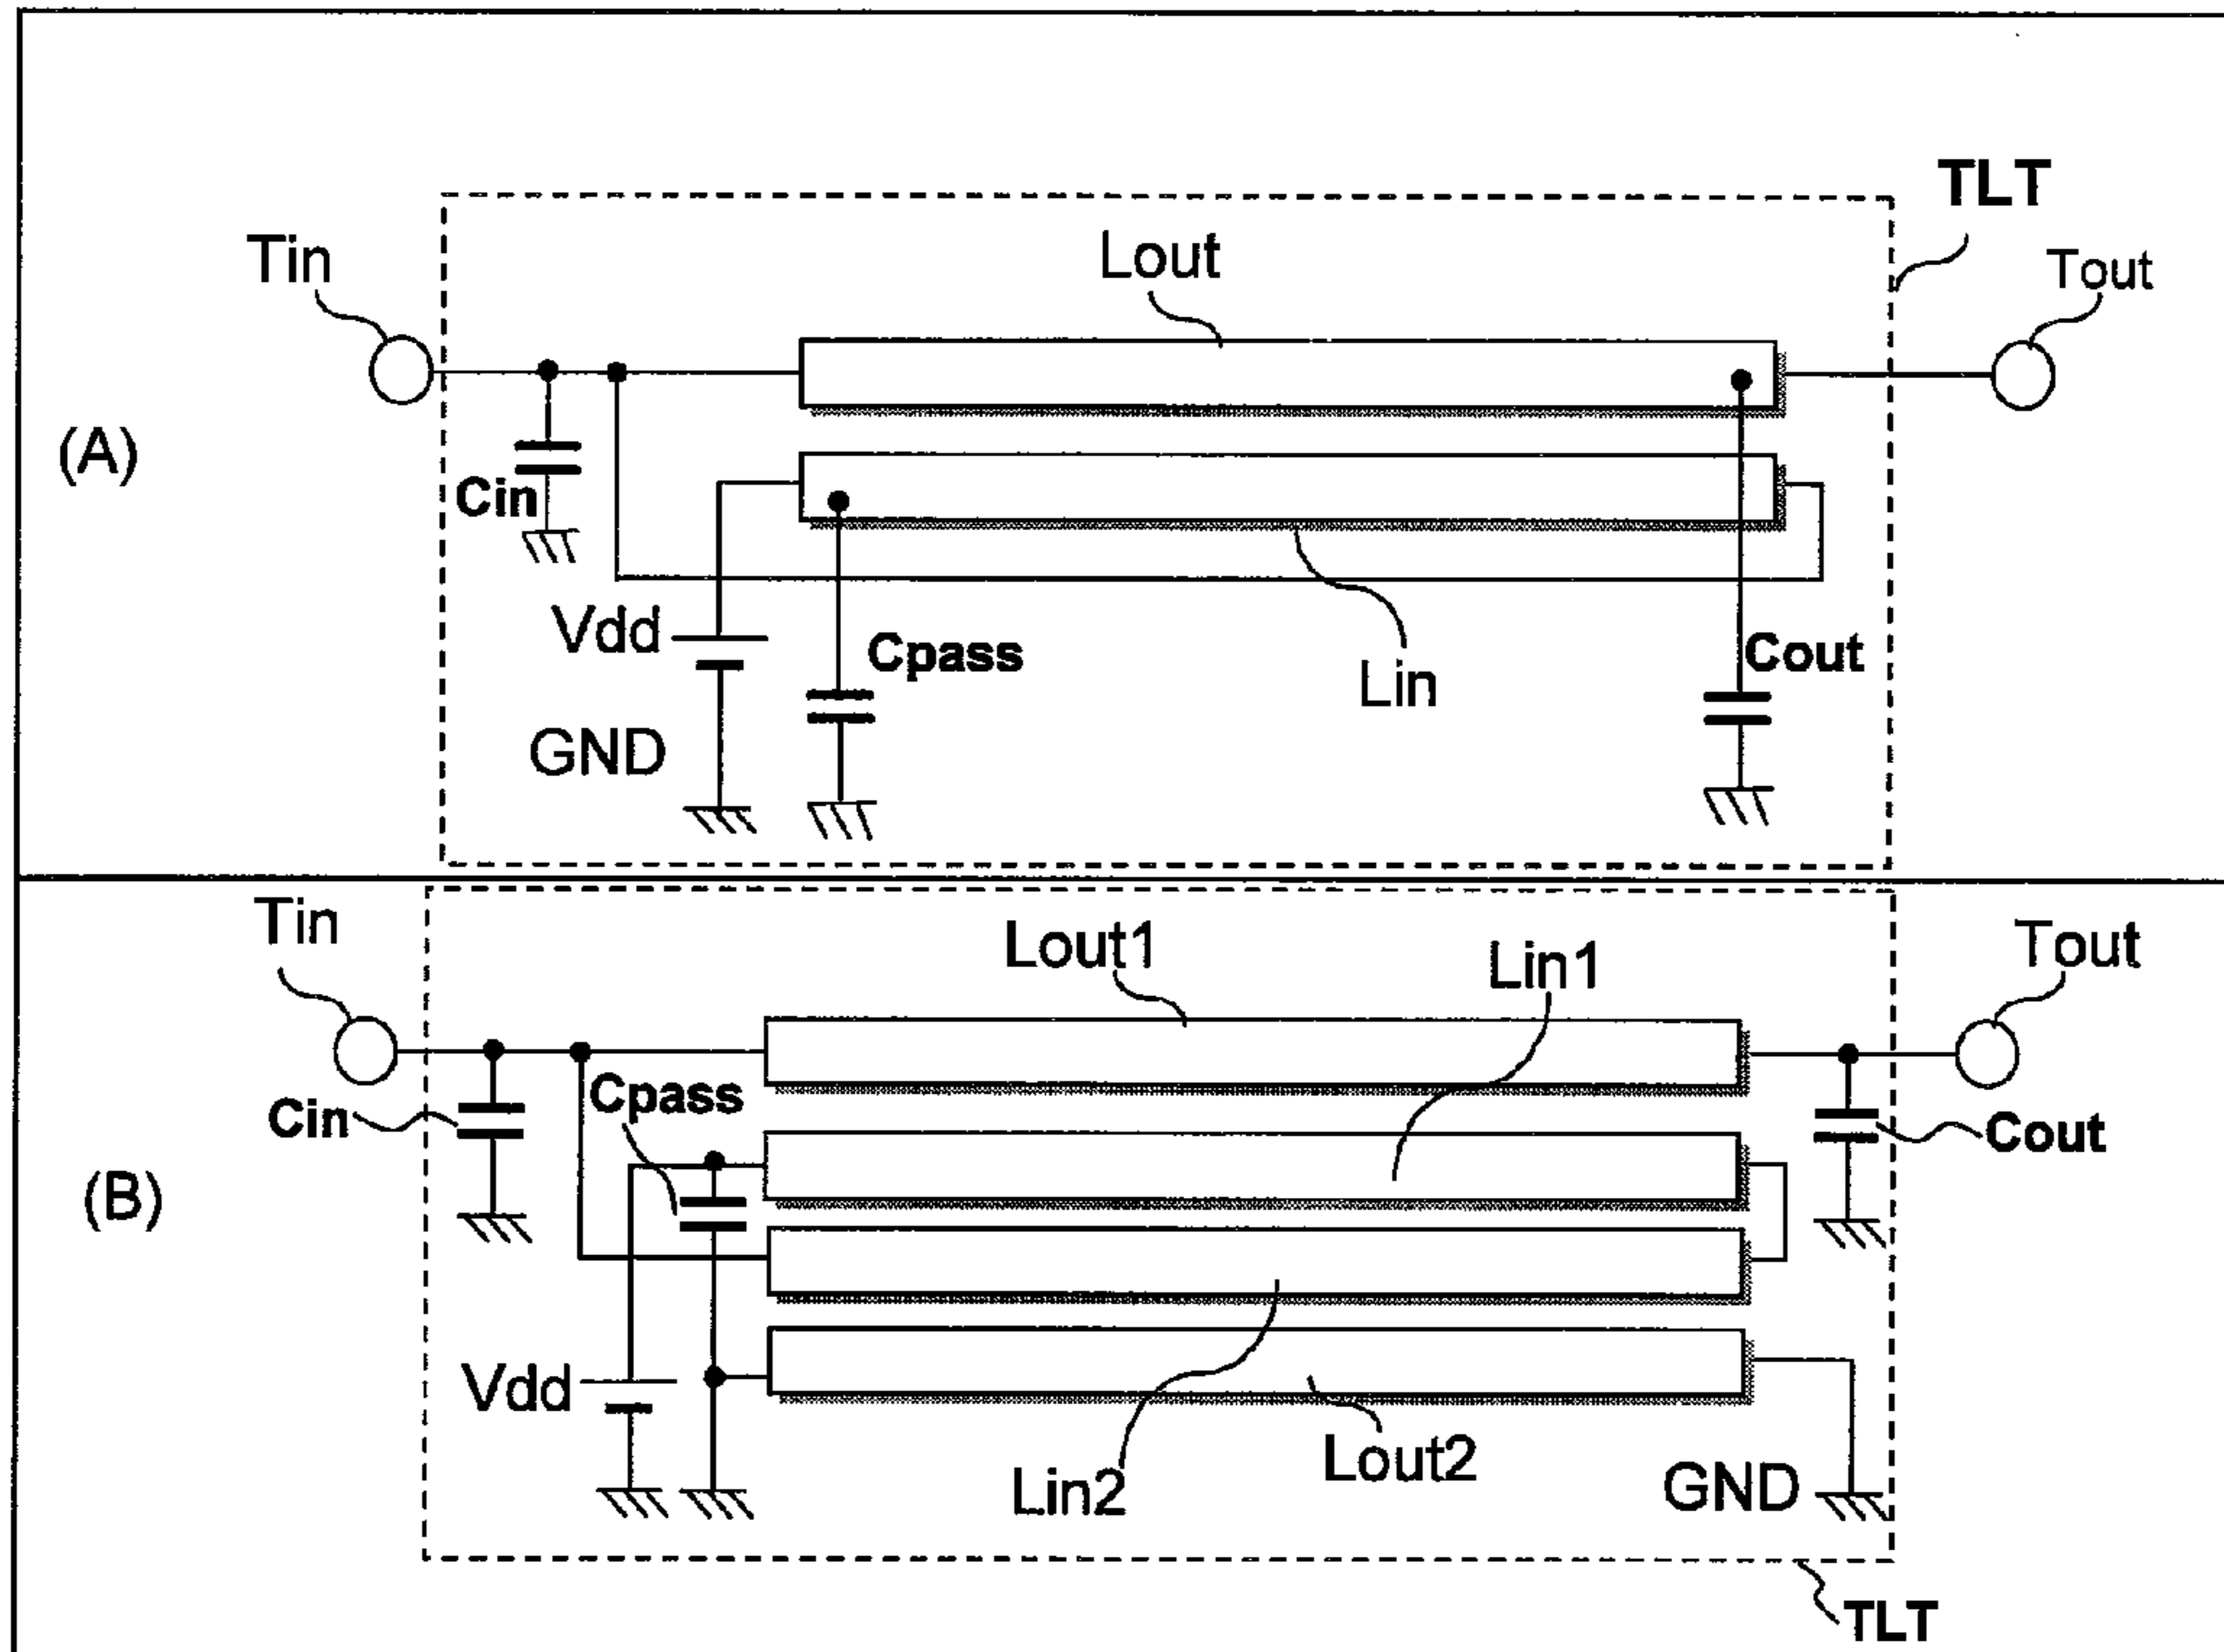 TLT
Tin
Lout
Tout
(A)
Cin
Vdd
Cpass
Cout
Lin
GND
Tin
Lout1
Lin1
Tout
Cpass
Cin
Cout
(B)
Vdd
Lout2
Lin2
GND
TLT